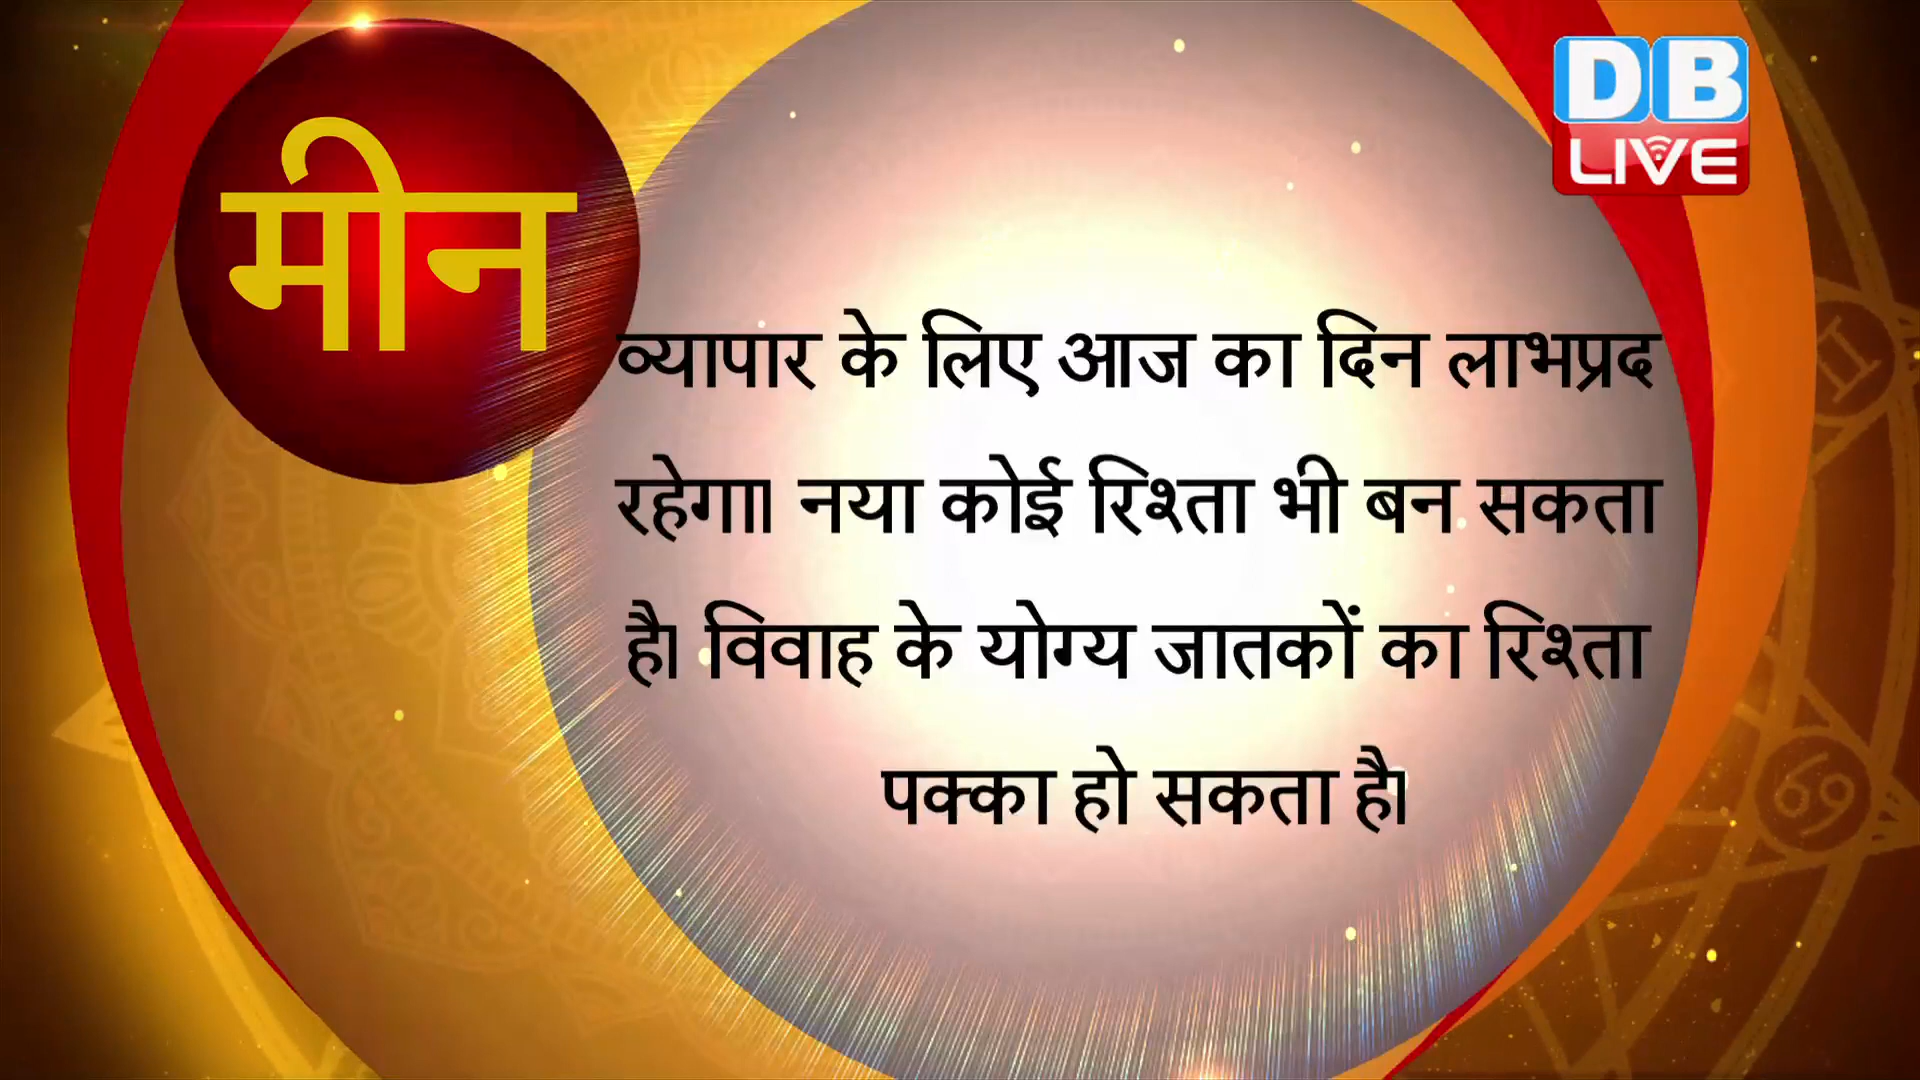 मीन
DB
LIVE
व्यापार के लिए आज का दिन लाभप्रद
रहेगा। नया कोई रिश्ता भी बन सकता
है। विवाह के योग्य जातकों का रिश्ता
पक्का हो सकता है।